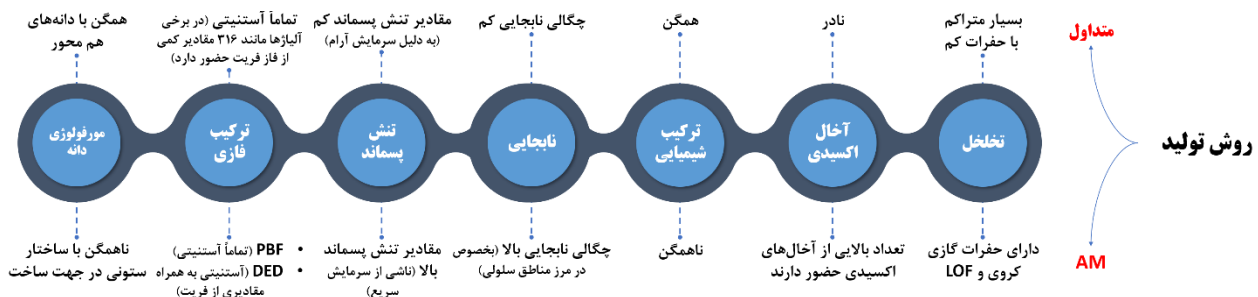 روش تولید
متداول
AM
بسیار متراکم
با حفرات کم
تخلخل
دارای حفرات گازی
کروی و LOF
نادر
آخال
اکسیدی
تعداد بالایی از آخال‌های
اکسیدی حضور دارند
همگن
ترکیب
شیمیایی
ناهمگن
چگالی نابجایی کم
نابجایی
چگالی نابجایی بالا (بخصوص
در مرز مناطق سلولی)
مقادیر تنش پسماند کم
(به دلیل سرمایش آرام)
تنش
پسماند
مقادیر تنش پسماند
بالا (ناشی از سرمایش
سریع)
تماماً آستنیتی (در برخی
آلیاژها مانند ۳۱۶ مقادیر کمی
از فاز فریت حضور دارد)
ترکیب
فازی
• PBF (تماماً آستنیتی)
• DED (آستنیتی به همراه
مقادیری از فریت)
همگن با دانه‌های
هم محور
مورفولوژی
دانه
ناهمگن با ساختار
ستونی در جهت ساخت